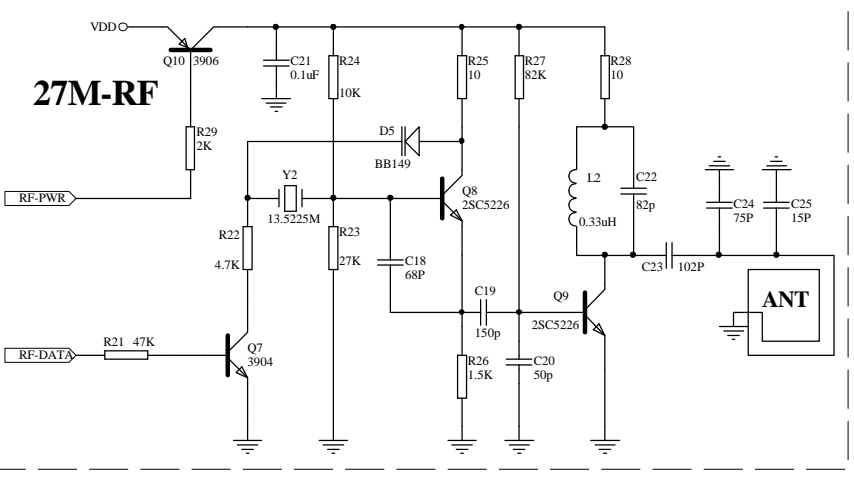 VDD
Q10 3906
C21
0.1uF
R24
10K
R25
10
R27
82K
R28
10
27M-RF
R29
2K
D5
BB149
RF-PWR
Y2
13.5225M
Q8
2SC5226
L2
0.33uH
C22
82p
C24
75P
C25
15P
R22
4.7K
R23
27K
C18
68P
C19
150p
Q9
2SC5226
C23 102P
ANT
RF-DATA
R21 47K
Q7
3904
R26
1.5K
C20
50p